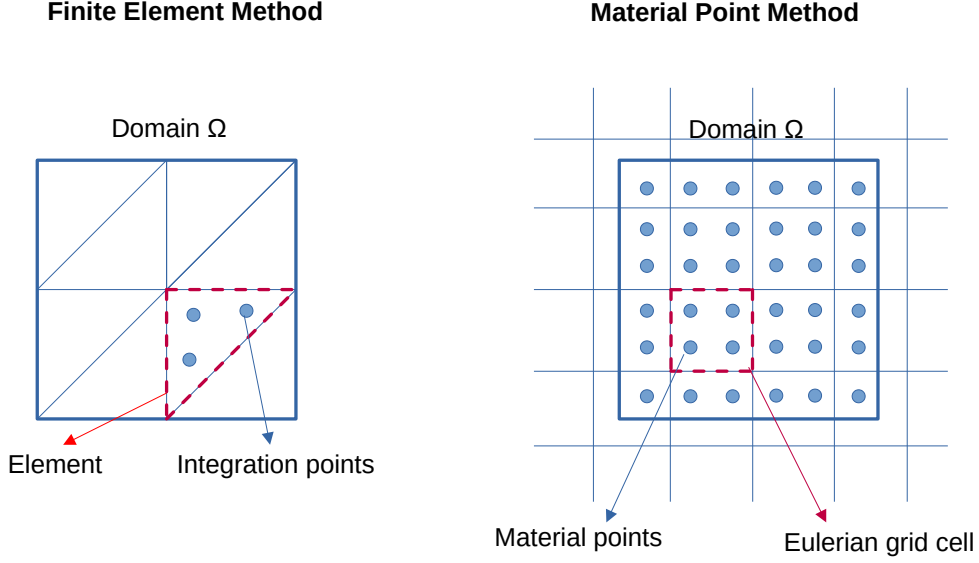 Finite Element Method
Material Point Method
Domain Ω
Domain Ω
Element
Integration points
Material points
Eulerian grid cell